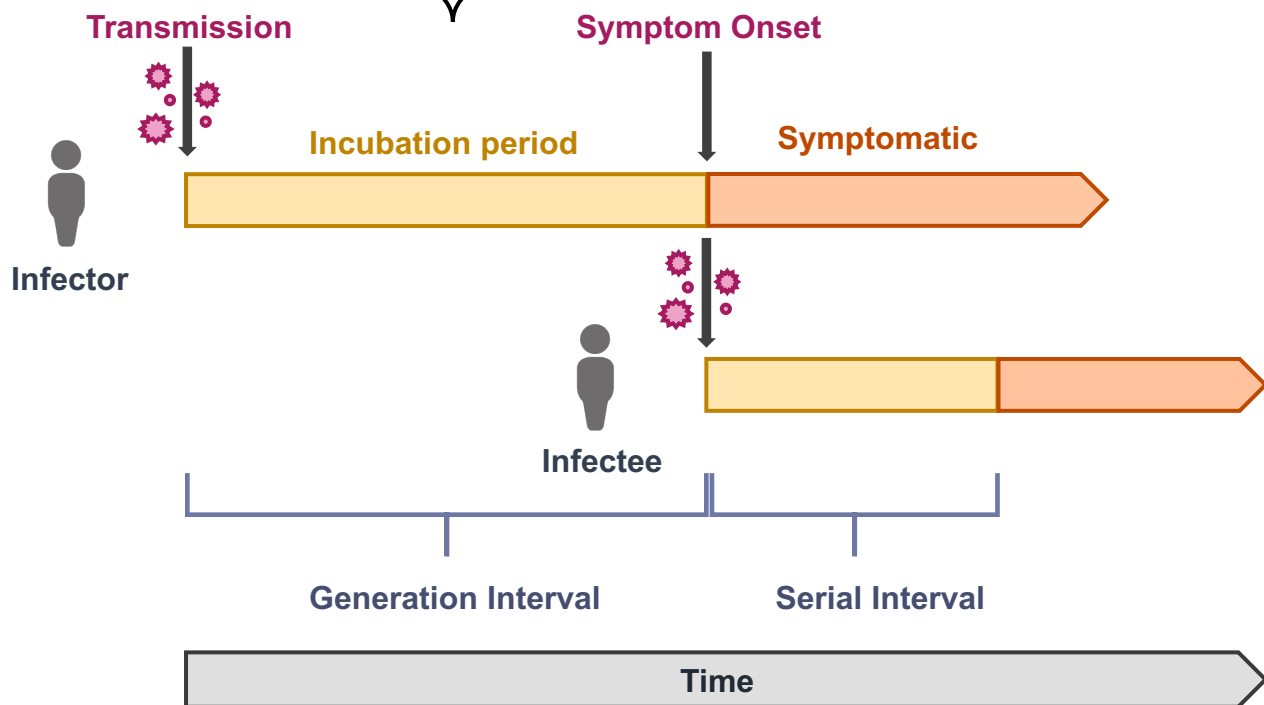 Transmission
Symptom Onset
Incubation period
Symptomatic
Infector
Infectee
Generation Interval
Serial Interval
Time